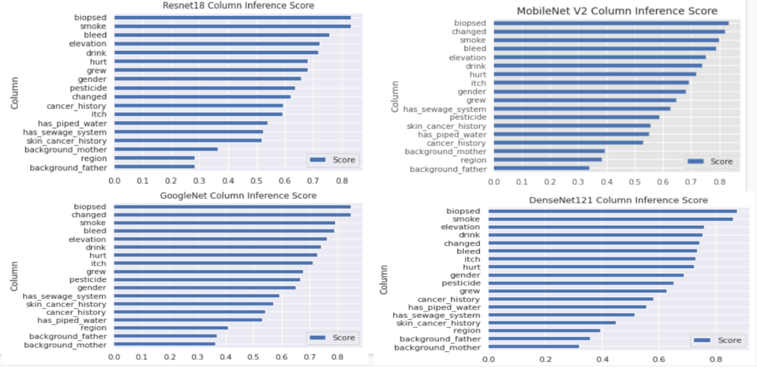 Resnet18 Column Inference Score
biopsed
smoke
bleed
elevation
drink
hurt
grew
gender
pesticide
changed
cancer_history
itch
has_piped_water
has_sewage_system
skin_cancer_history
background_mother
region
background_father
Column
Score
0.0 0.1 0.2 0.3 0.4 0.5 0.6 0.7 0.8
MobileNet V2 Column Inference Score
biopsed
changed
smoke
bleed
elevation
drink
hurt
itch
gender
grew
has_sewage_system
pesticide
skin_cancer_history
has_piped_water
cancer_history
background_mother
region
background_father
Column
Score
0.0 0.1 0.2 0.3 0.4 0.5 0.6 0.7 0.8
GoogleNet Column Inference Score
biopsed
changed
smoke
bleed
elevation
drink
hurt
itch
grew
pesticide
gender
has_sewage_system
skin_cancer_history
cancer_history
has_piped_water
region
background_father
background_mother
Column
Score
0.0 0.1 0.2 0.3 0.4 0.5 0.6 0.7 0.8
DenseNet121 Column Inference Score
biopsed
smoke
elevation
drink
changed
bleed
itch
hurt
gender
pesticide
grew
cancer_history
has_piped_water
has_sewage_system
skin_cancer_history
region
background_father
background_mother
Column
Score
0.0 0.2 0.4 0.6 0.8